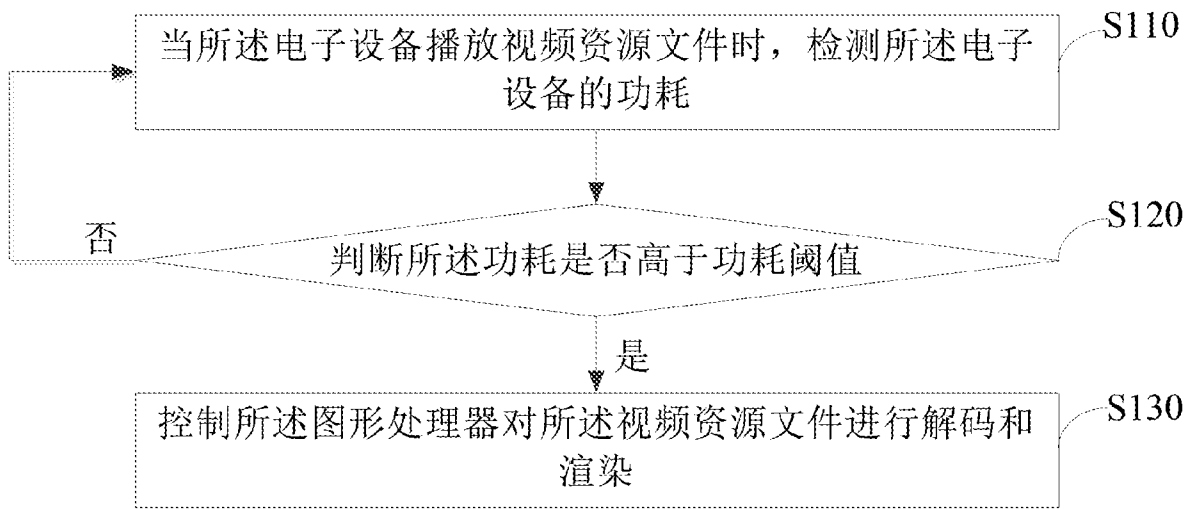 当所述电子设备播放视频资源文件时，检测所述电子
设备的功耗
S110
否
判断所述功耗是否高于功耗阈值
S120
是
控制所述图形处理器对所述视频资源文件进行解码和
渲染
S130